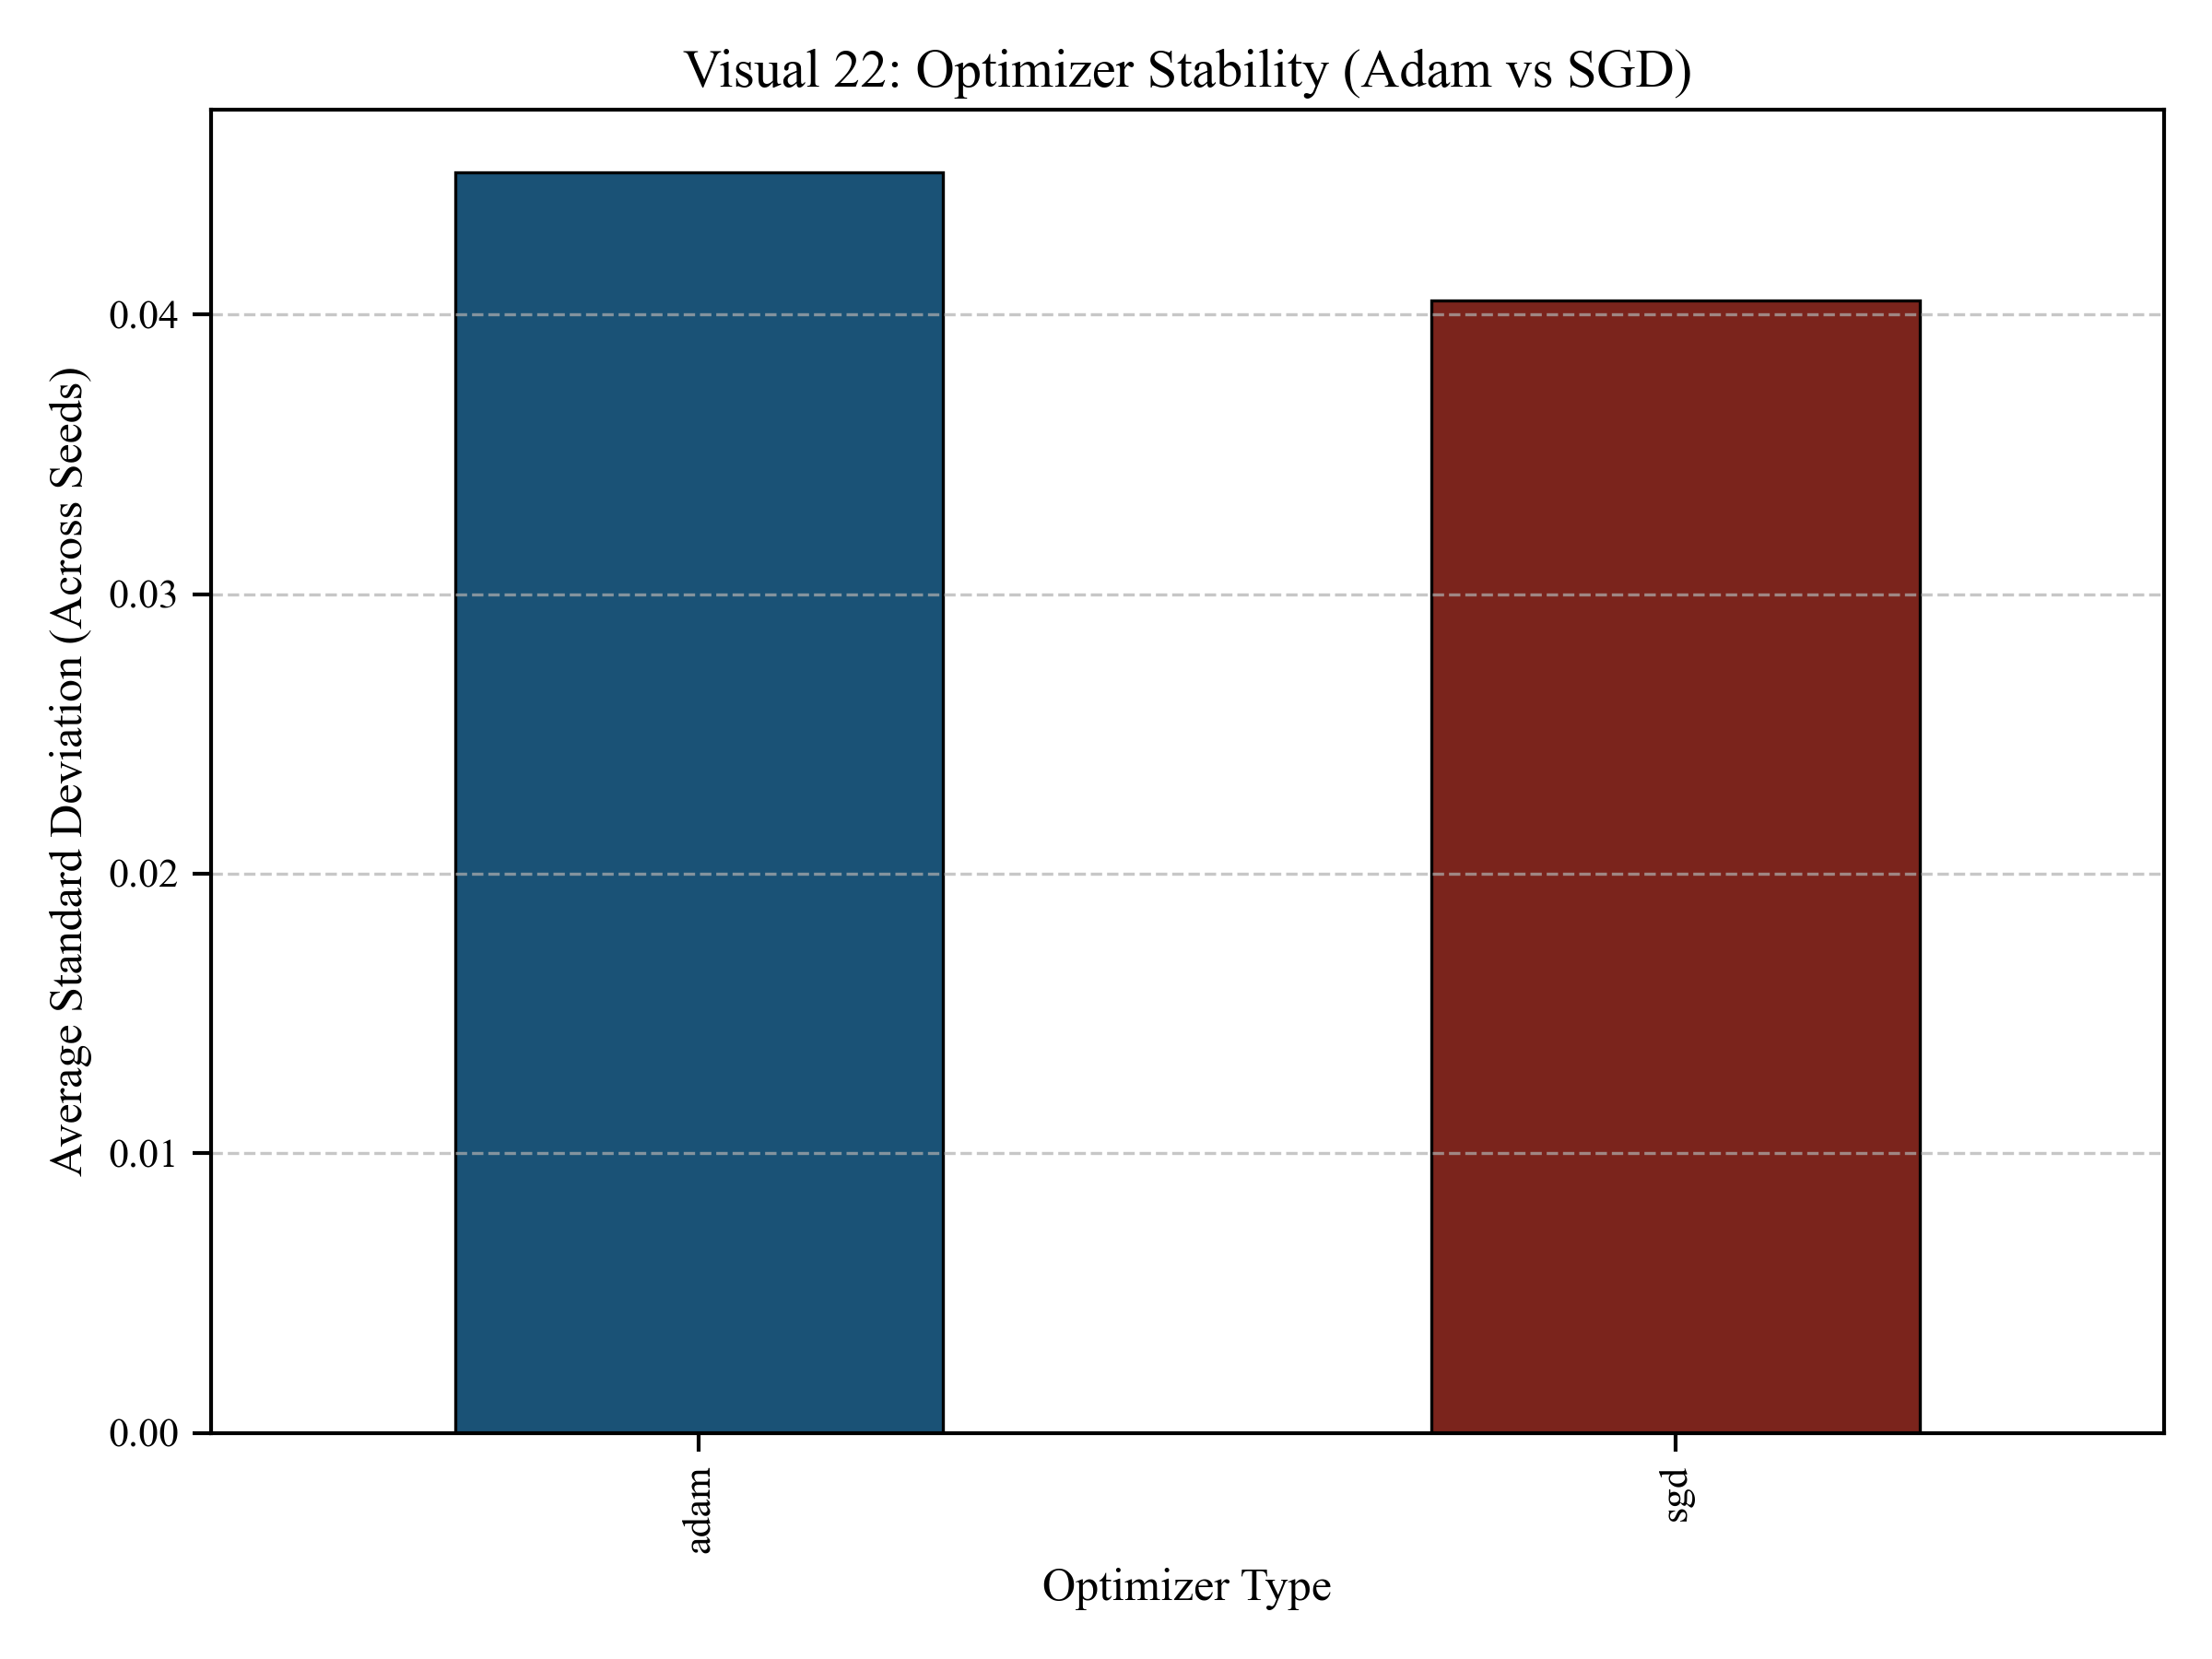 Visual 22: Optimizer Stability (Adam vs SGD)
Average Standard Deviation (Across Seeds)
0.04
0.03
0.02
0.01
0.00
adam
sgd
Optimizer Type